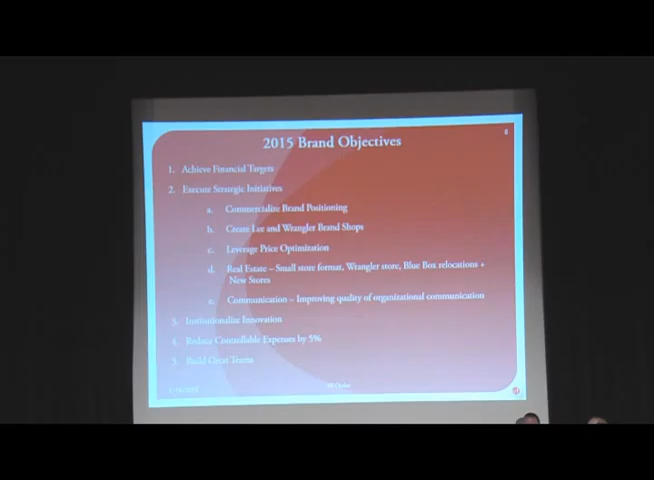 8
2015 Brand Objectives
1. Achieve Financial Targets
2. Execute Strategic Initiatives
a. Commercialize Brand Positioning
b. Create Lee and Wrangler Brand Shops
c. Leverage Price Optimization
d. Real Estate – Small store format, Wrangler store, Blue Box relocations +
New Stores
e. Communication – Improving quality of organizational communication
3. Institutionalize Innovation
4. Reduce Controllable Expenses by 5%
5. Build Great Teams